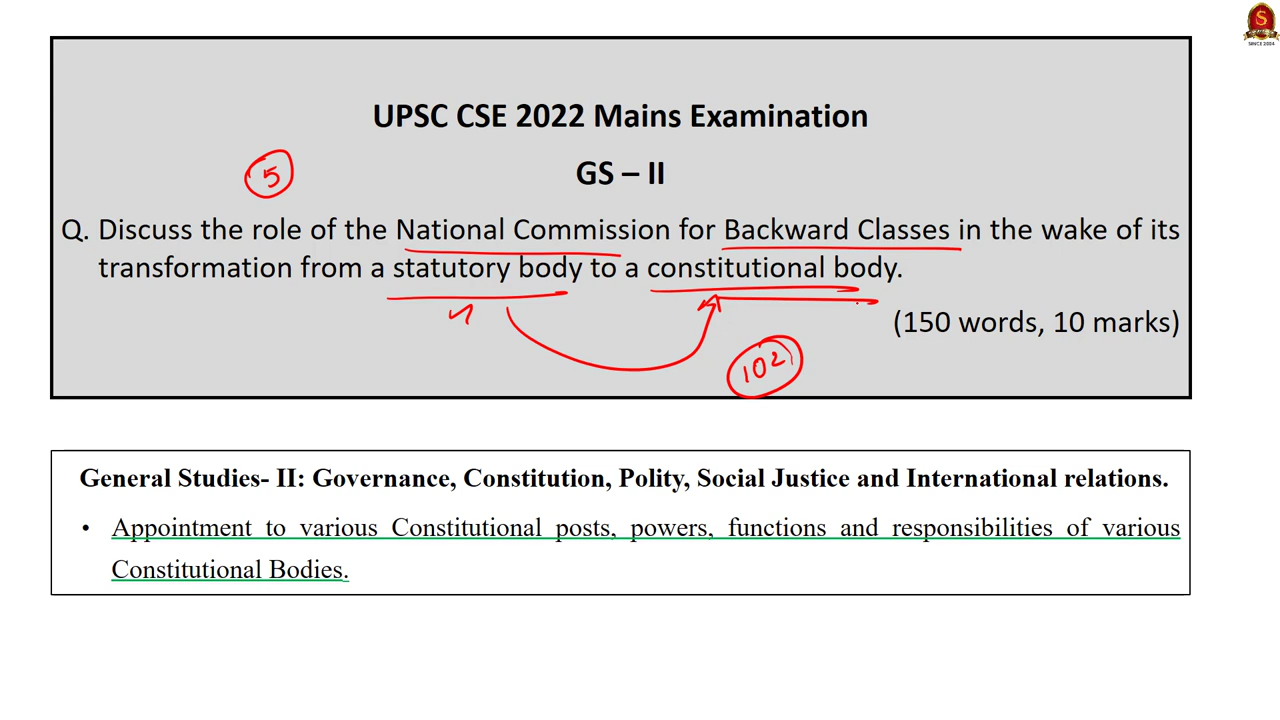 S
SINCE 2004
UPSC CSE 2022 Mains Examination
5
GS – II
Q. Discuss the role of the National Commission for Backward Classes in the wake of its
transformation from a statutory body to a constitutional body.
(150 words, 10 marks)
102
General Studies- II: Governance, Constitution, Polity, Social Justice and International relations.
• Appointment to various Constitutional posts, powers, functions and responsibilities of various
Constitutional Bodies.